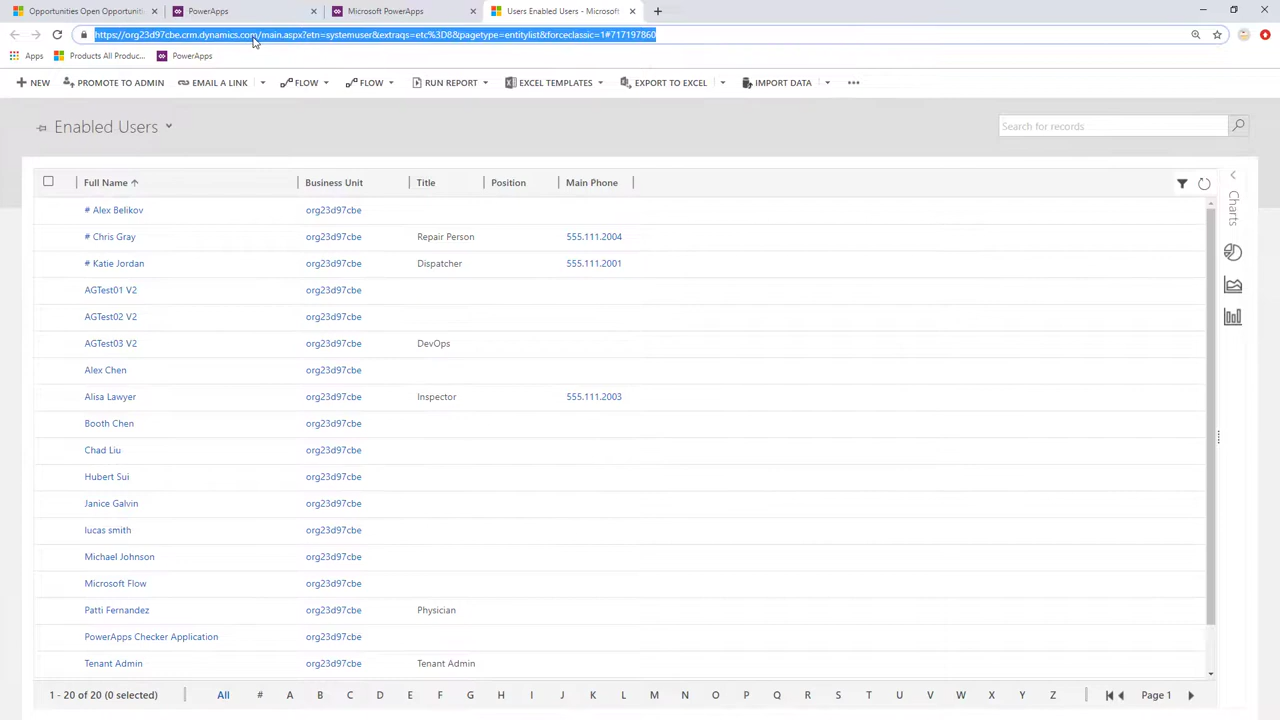 Opportunities Open Opportunities
PowerApps
Microsoft PowerApps
Users Enabled Users - Microsoft
https://org23d97cbe.crm.dynamics.com/main.aspx?etn=systemuser&extraqs=etc%3D8&pagetype=entitylist&forceclassic=1#717197860
Apps
Products All Produc...
PowerApps
+ NEW
PROMOTE TO ADMIN
EMAIL A LINK
FLOW
FLOW
RUN REPORT
EXCEL TEMPLATES
EXPORT TO EXCEL
IMPORT DATA
Enabled Users
Search for records
Full Name Business Unit Title Position Main Phone
# Alex Belikov org23d97cbe
# Chris Gray org23d97cbe Repair Person 555.111.2004
# Katie Jordan org23d97cbe Dispatcher 555.111.2001
AGTest01 V2 org23d97cbe
AGTest02 V2 org23d97cbe
AGTest03 V2 org23d97cbe DevOps
Alex Chen org23d97cbe
Alisa Lawyer org23d97cbe Inspector 555.111.2003
Booth Chen org23d97cbe
Chad Liu org23d97cbe
Hubert Sui org23d97cbe
Janice Galvin org23d97cbe
lucas smith org23d97cbe
Michael Johnson org23d97cbe
Microsoft Flow org23d97cbe
Patti Fernandez org23d97cbe Physician
PowerApps Checker Application org23d97cbe
Tenant Admin org23d97cbe Tenant Admin
Charts
1 - 20 of 20 (0 selected) All # A B C D E F G H I J K L M N O P Q R S T U V W X Y Z Page 1